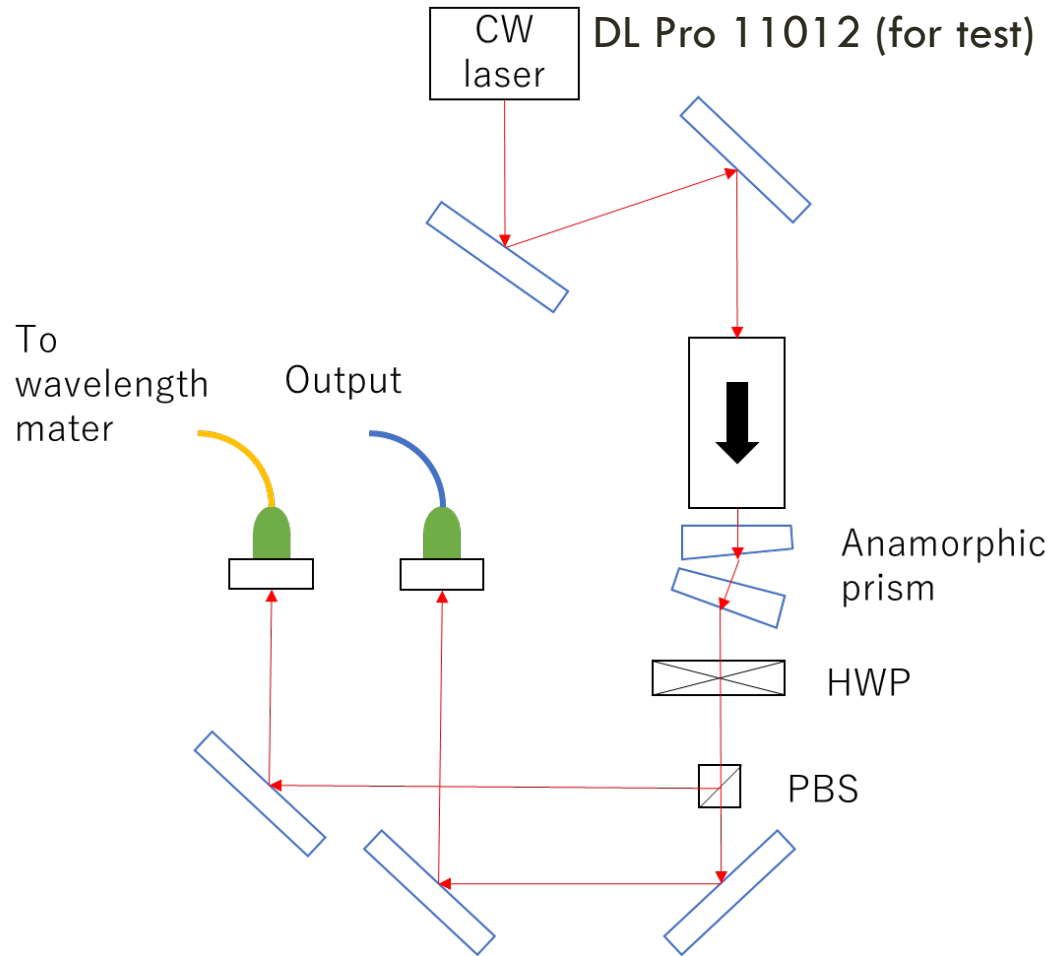 CW
laser
DL Pro 11012 (for test)
To
wavelength
mater
Output
Anamorphic
prism
HWP
PBS